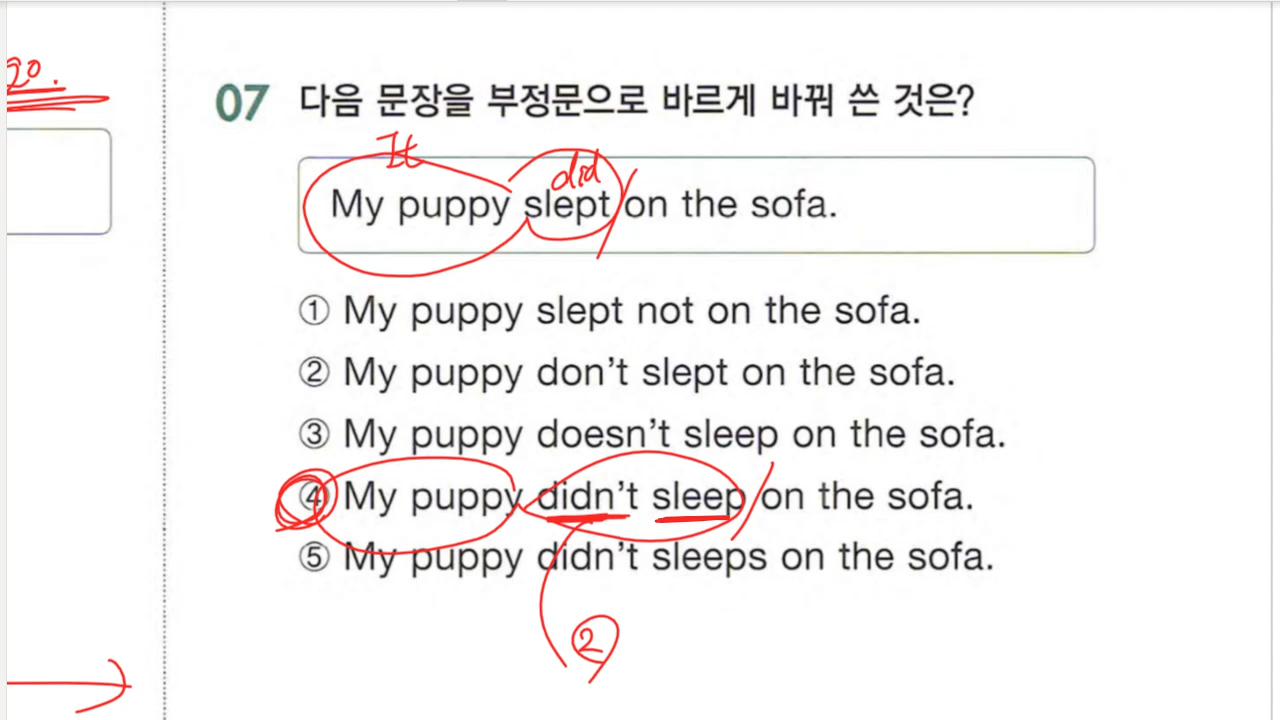 go.
07 다음 문장을 부정문으로 바르게 바꿔 쓴 것은?
It
did
My puppy slept on the sofa.
① My puppy slept not on the sofa.
② My puppy don’t slept on the sofa.
③ My puppy doesn’t sleep on the sofa.
④ My puppy didn’t sleep on the sofa.
⑤ My puppy didn’t sleeps on the sofa.
②